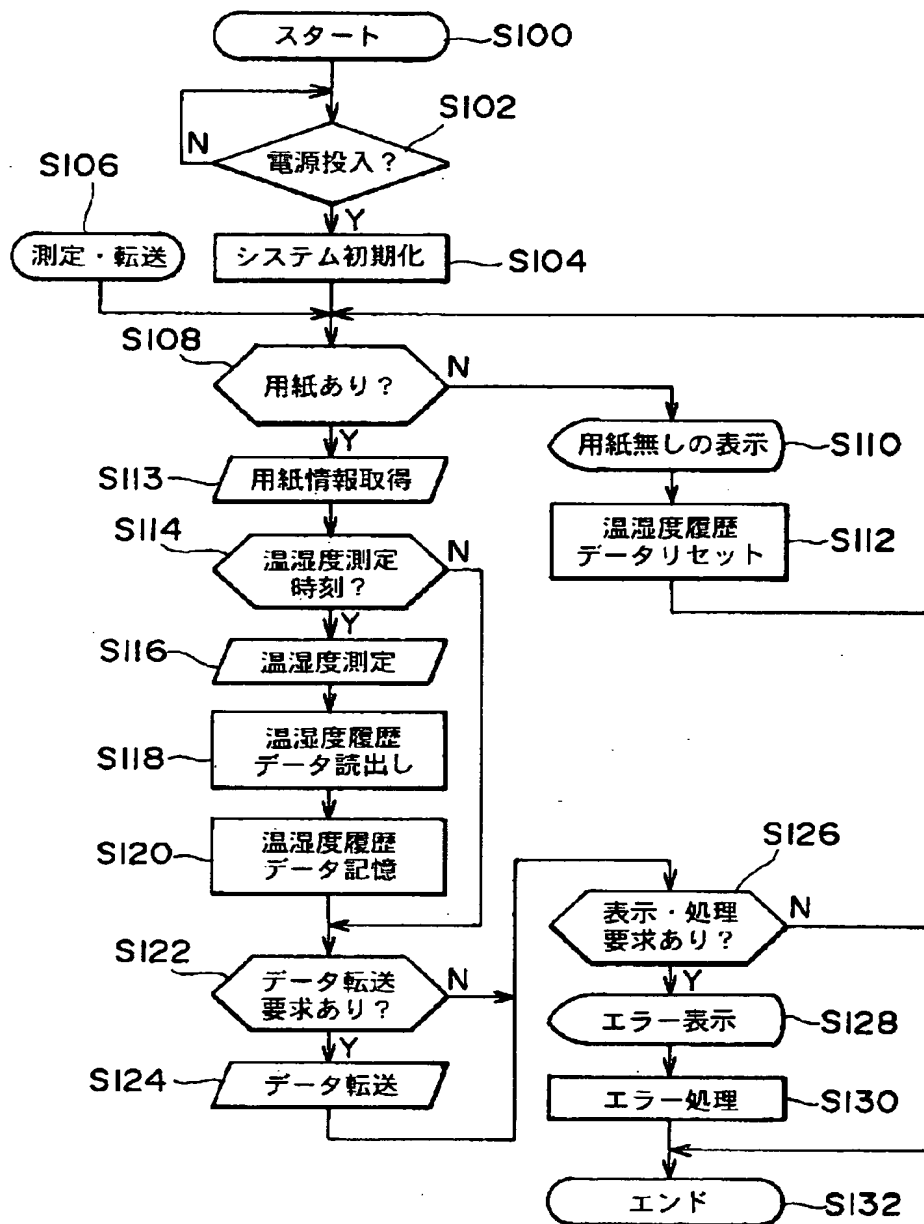 スタート
S100
S102
N
電源投入？
Y
S106
測定・転送
システム初期化
S104
S108
用紙あり？
N
Y
用紙無しの表示
S110
S113
用紙情報取得
温湿度履歴
データリセット
S112
S114
温湿度測定
時刻？
N
Y
S116
温湿度測定
S118
温湿度履歴
データ読出し
S120
温湿度履歴
データ記憶
S122
データ転送
要求あり？
N
Y
S124
データ転送
S126
表示・処理
要求あり？
N
Y
エラー表示
S128
エラー処理
S130
エンド
S132